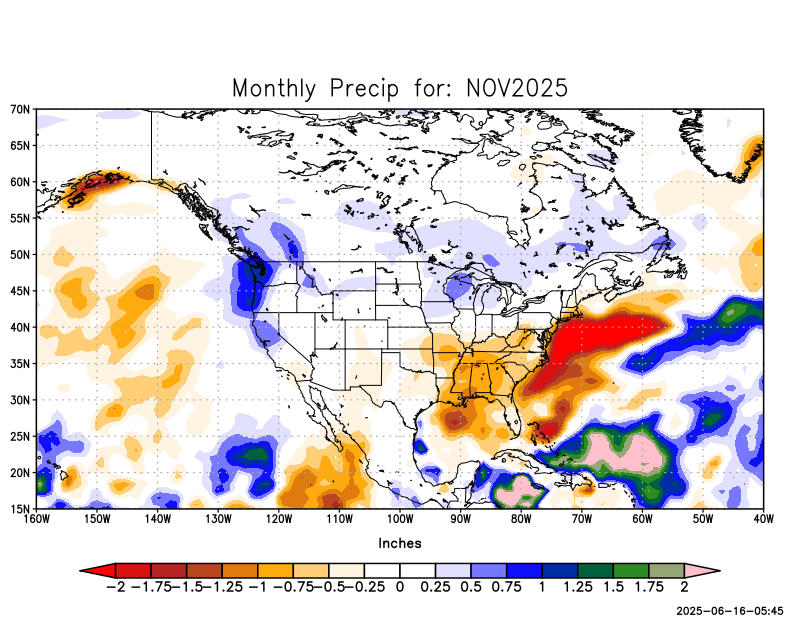 Monthly Precip for: NOV2025
70N
65N
60N
55N
50N
45N
40N
35N
30N
25N
20N
15N
160W 150W 140W 130W 120W 110W 100W 90W 80W 70W 60W 50W 40W
Inches
-2 -1.75 -1.5 -1.25 -1 -0.75 -0.5 -0.25 0 0.25 0.5 0.75 1 1.25 1.5 1.75 2
2025-06-16-05:45